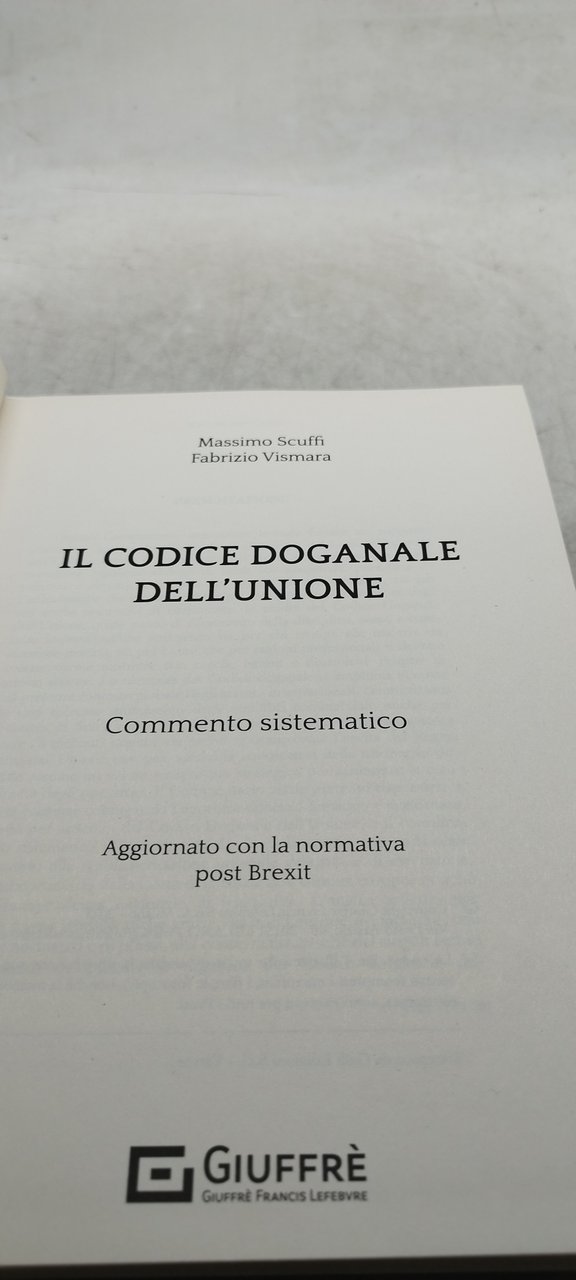 Massimo Scuffi
Fabrizio Vismara
IL CODICE DOGANALE
DELL'UNIONE
Commento sistematico
Aggiornato con la normativa
post Brexit
GIUFFRÈ
GIUFFRÈ FRANCIS LEFEBVRE